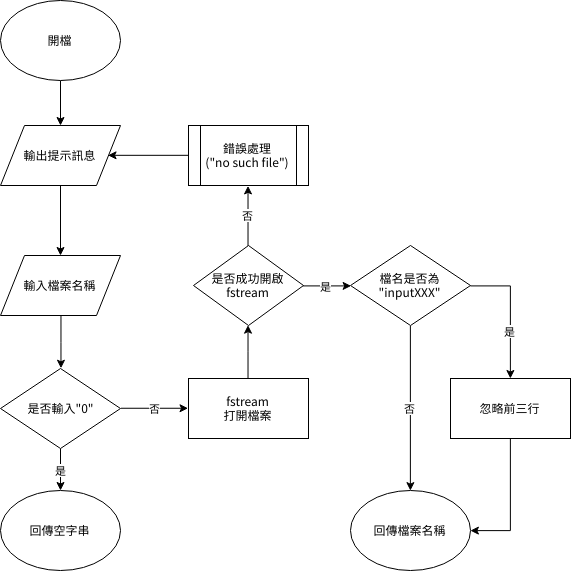 開檔
輸出提示訊息
輸入檔案名稱
是否輸入"0"
是
回傳空字串
否
fstream
打開檔案
是否成功開啟
fstream
否
錯誤處理
("no such file")
是
檔名是否為
"inputXXX"
否
是
忽略前三行
回傳檔案名稱